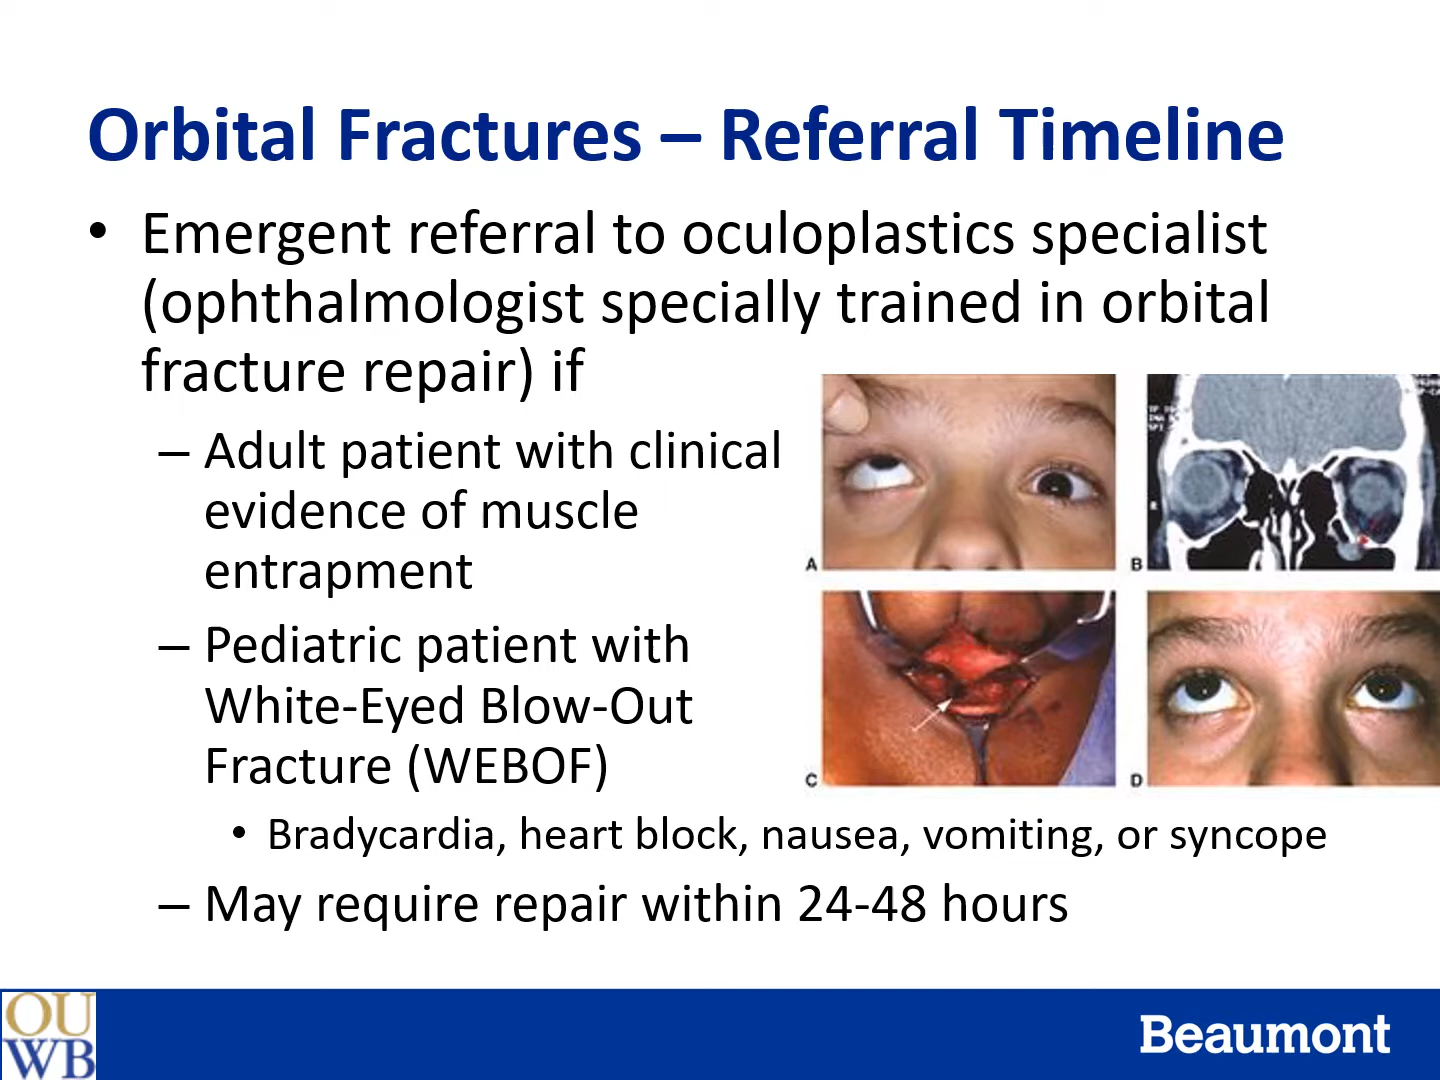 Orbital Fractures – Referral Timeline
• Emergent referral to oculoplastics specialist
(ophthalmologist specially trained in orbital
fracture repair) if
– Adult patient with clinical
evidence of muscle
entrapment
– Pediatric patient with
White-Eyed Blow-Out
Fracture (WEBOF)
• Bradycardia, heart block, nausea, vomiting, or syncope
– May require repair within 24-48 hours
A
B
C
D
OU
WB
Beaumont